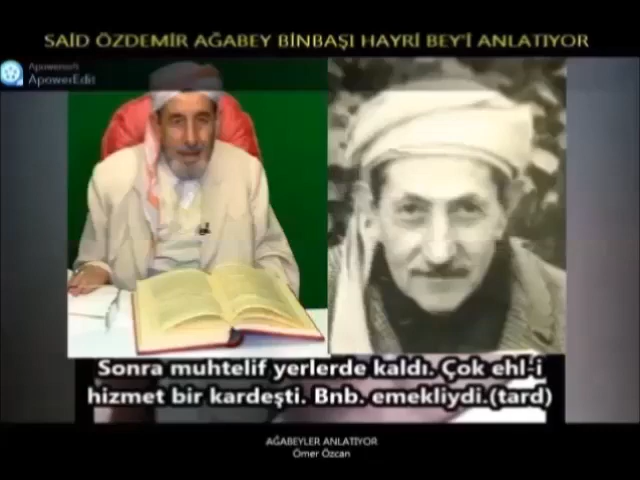 SAİD ÖZDEMİR AĞABEY BİNBAŞI HAYRİ BEY'İ ANLATIYOR
Apowersoft
ApowerEdit
Sonra muhtelif yerlerde kaldı. Çok ehl-i
hizmet bir kardeşti. Bnb. emekliydi.(tard)
AĞABEYLER ANLATIYOR
Ömer Özcan